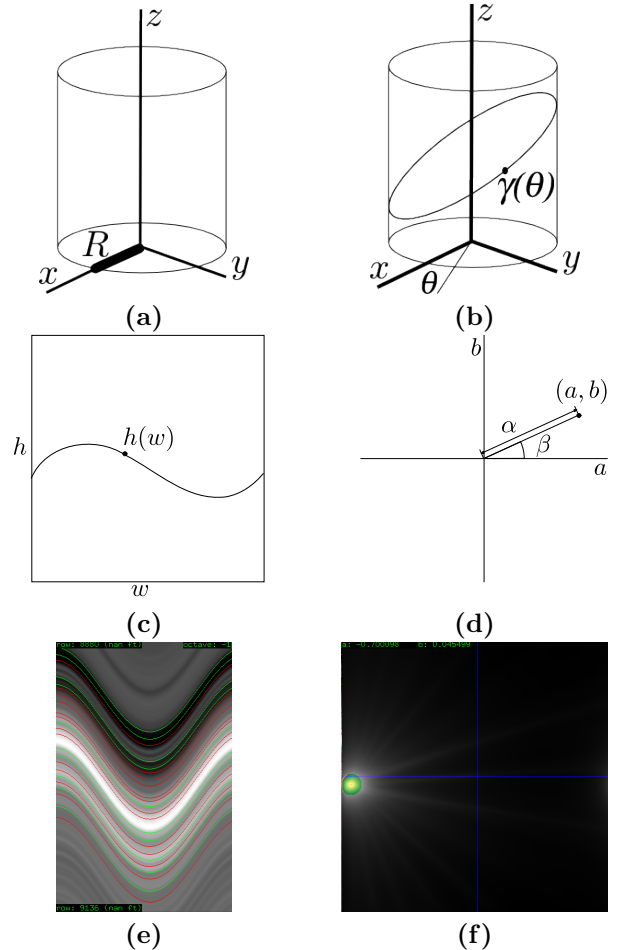 z
R
x
y
(a)
z
γ(θ)
x
θ
y
(b)
h
h(w)
w
(c)
b
(a, b)
α
β
a
(d)
row: 8880 (nan ft) octave: -1
row: 9136 (nan ft)
(e)
a: -0.700098 b: 0.045499
(f)